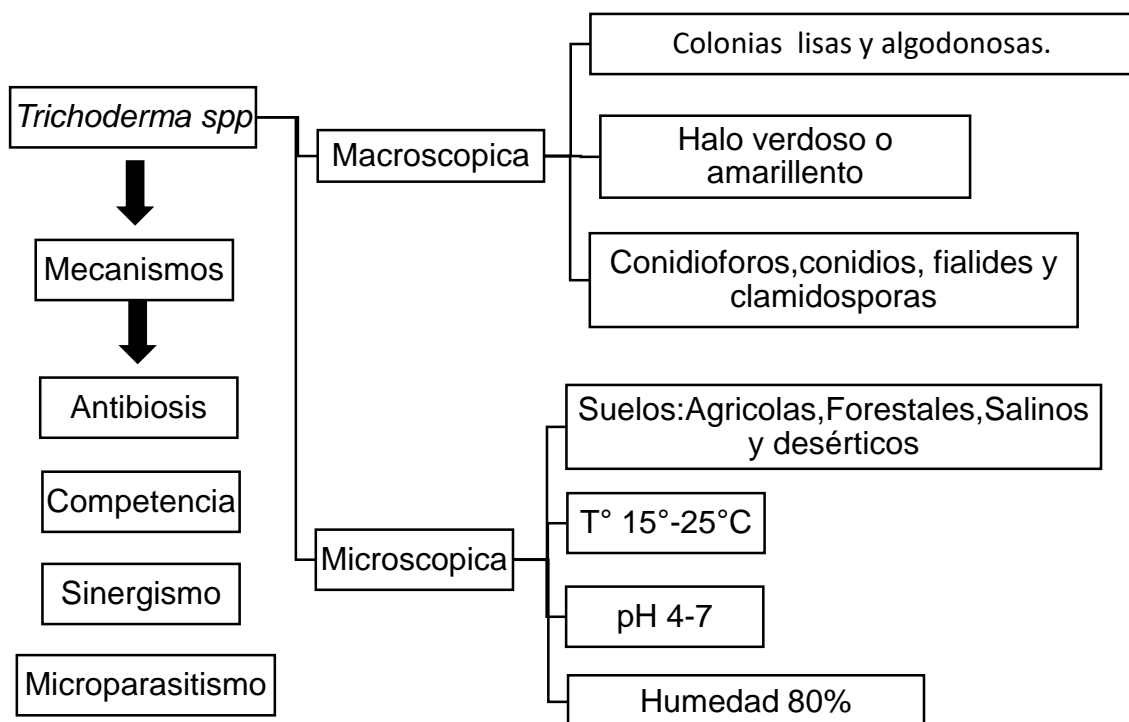 Trichoderma spp
Mecanismos
Antibiosis
Competencia
Sinergismo
Microparasitismo
Macroscopica
Colonias lisas y algodonosas.
Halo verdoso o
amarillento
Conidioforos,conidios, fialides y
clamidosporas
Microscopica
Suelos:Agricolas,Forestales,Salinos
y desérticos
T° 15°-25°C
pH 4-7
Humedad 80%